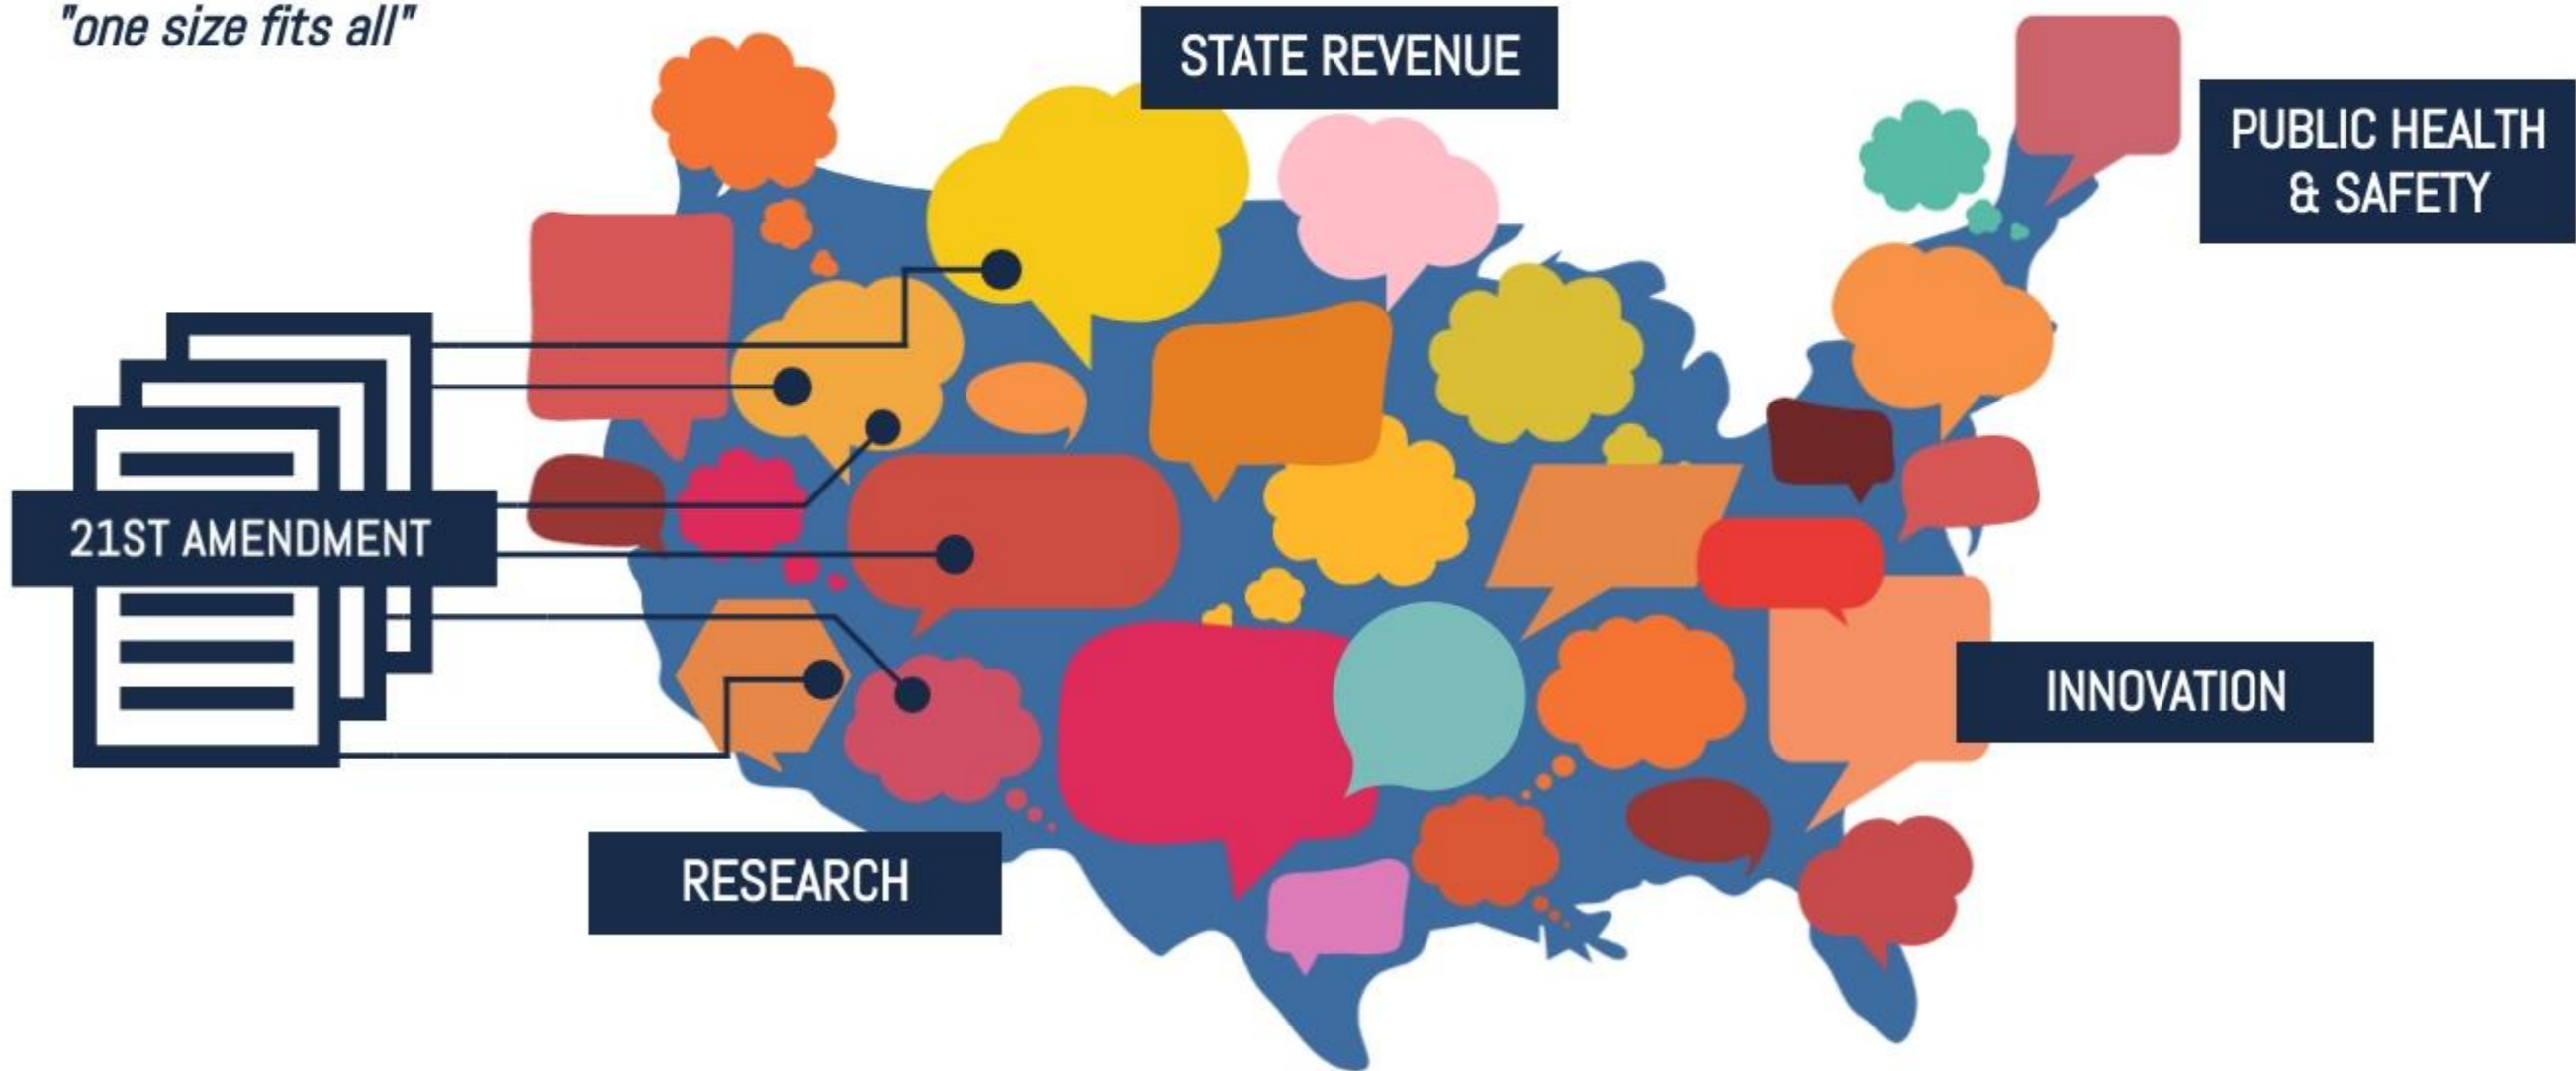 "one size fits all"
STATE REVENUE
PUBLIC HEALTH
& SAFETY
21ST AMENDMENT
INNOVATION
RESEARCH